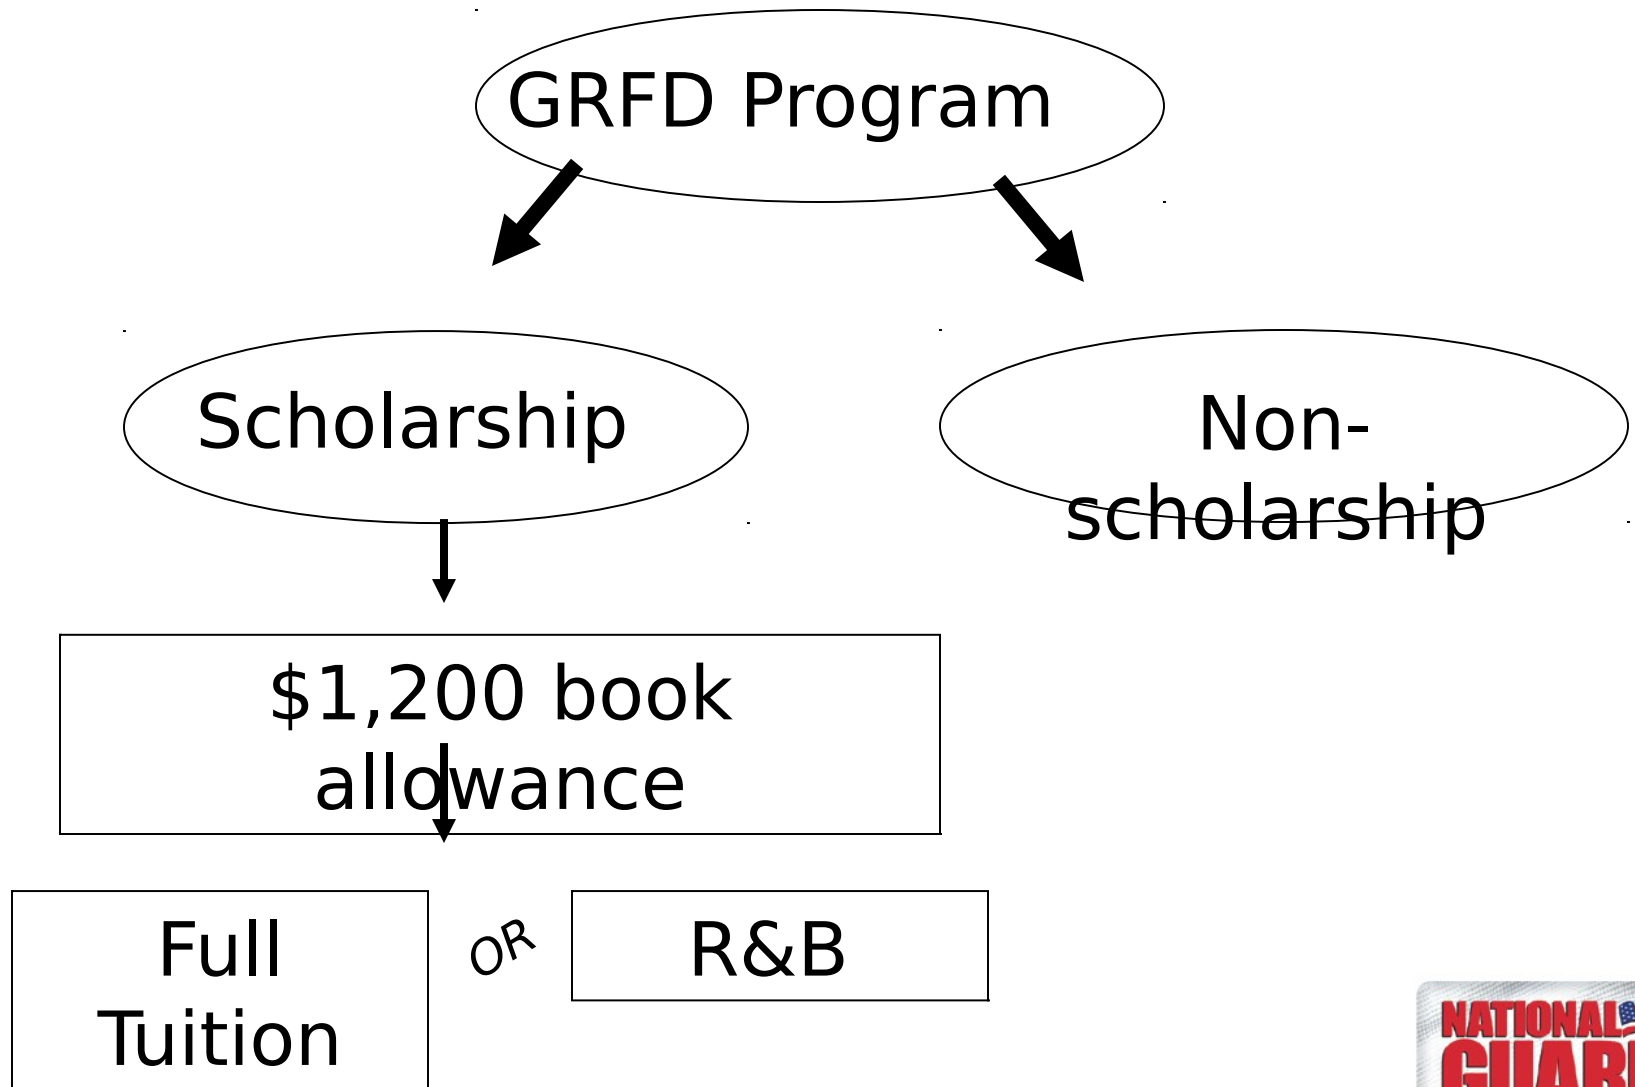 GRFD Program
Scholarship
Non-
scholarship
$1,200 book
allowance
Full
Tuition
OR
R&B
NATIONAL